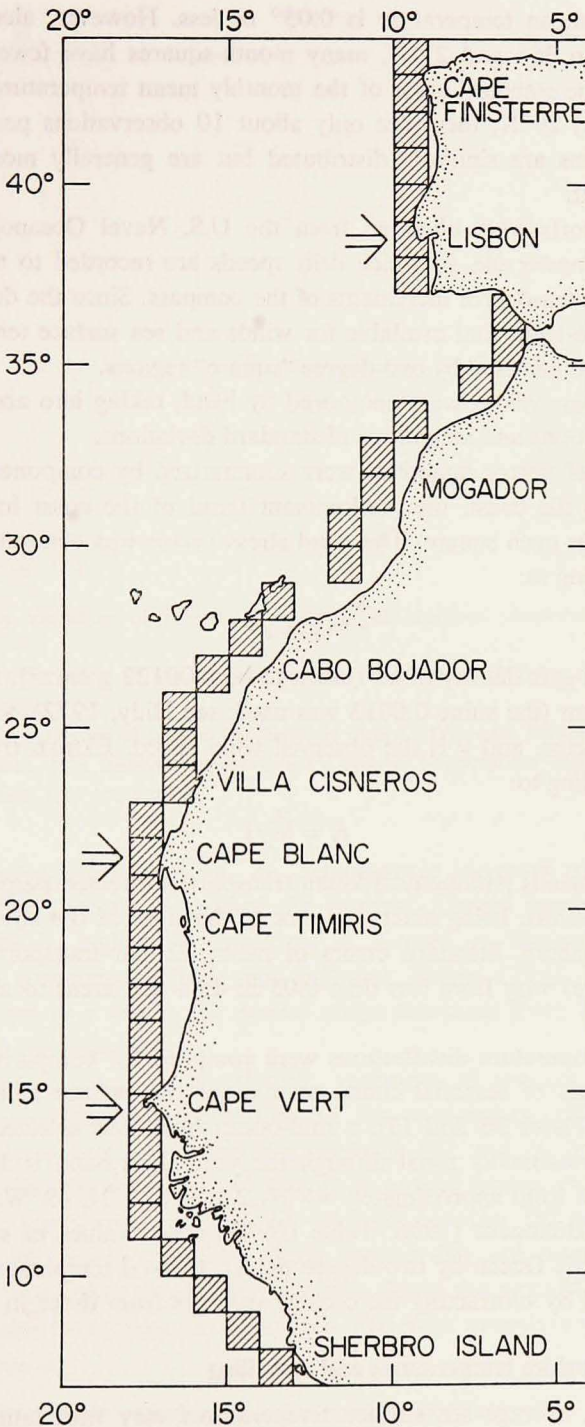 20° 15° 10° 5°
CAPE
FINISTERRE
40°
LISBON
35°
MOGADOR
30°
CABO BOJADOR
25°
VILLA CISNEROS
CAPE BLANC
20°
CAPE TIMIRIS
15°
CAPE VERT
10°
SHERBRO ISLAND
20° 15° 10° 5°